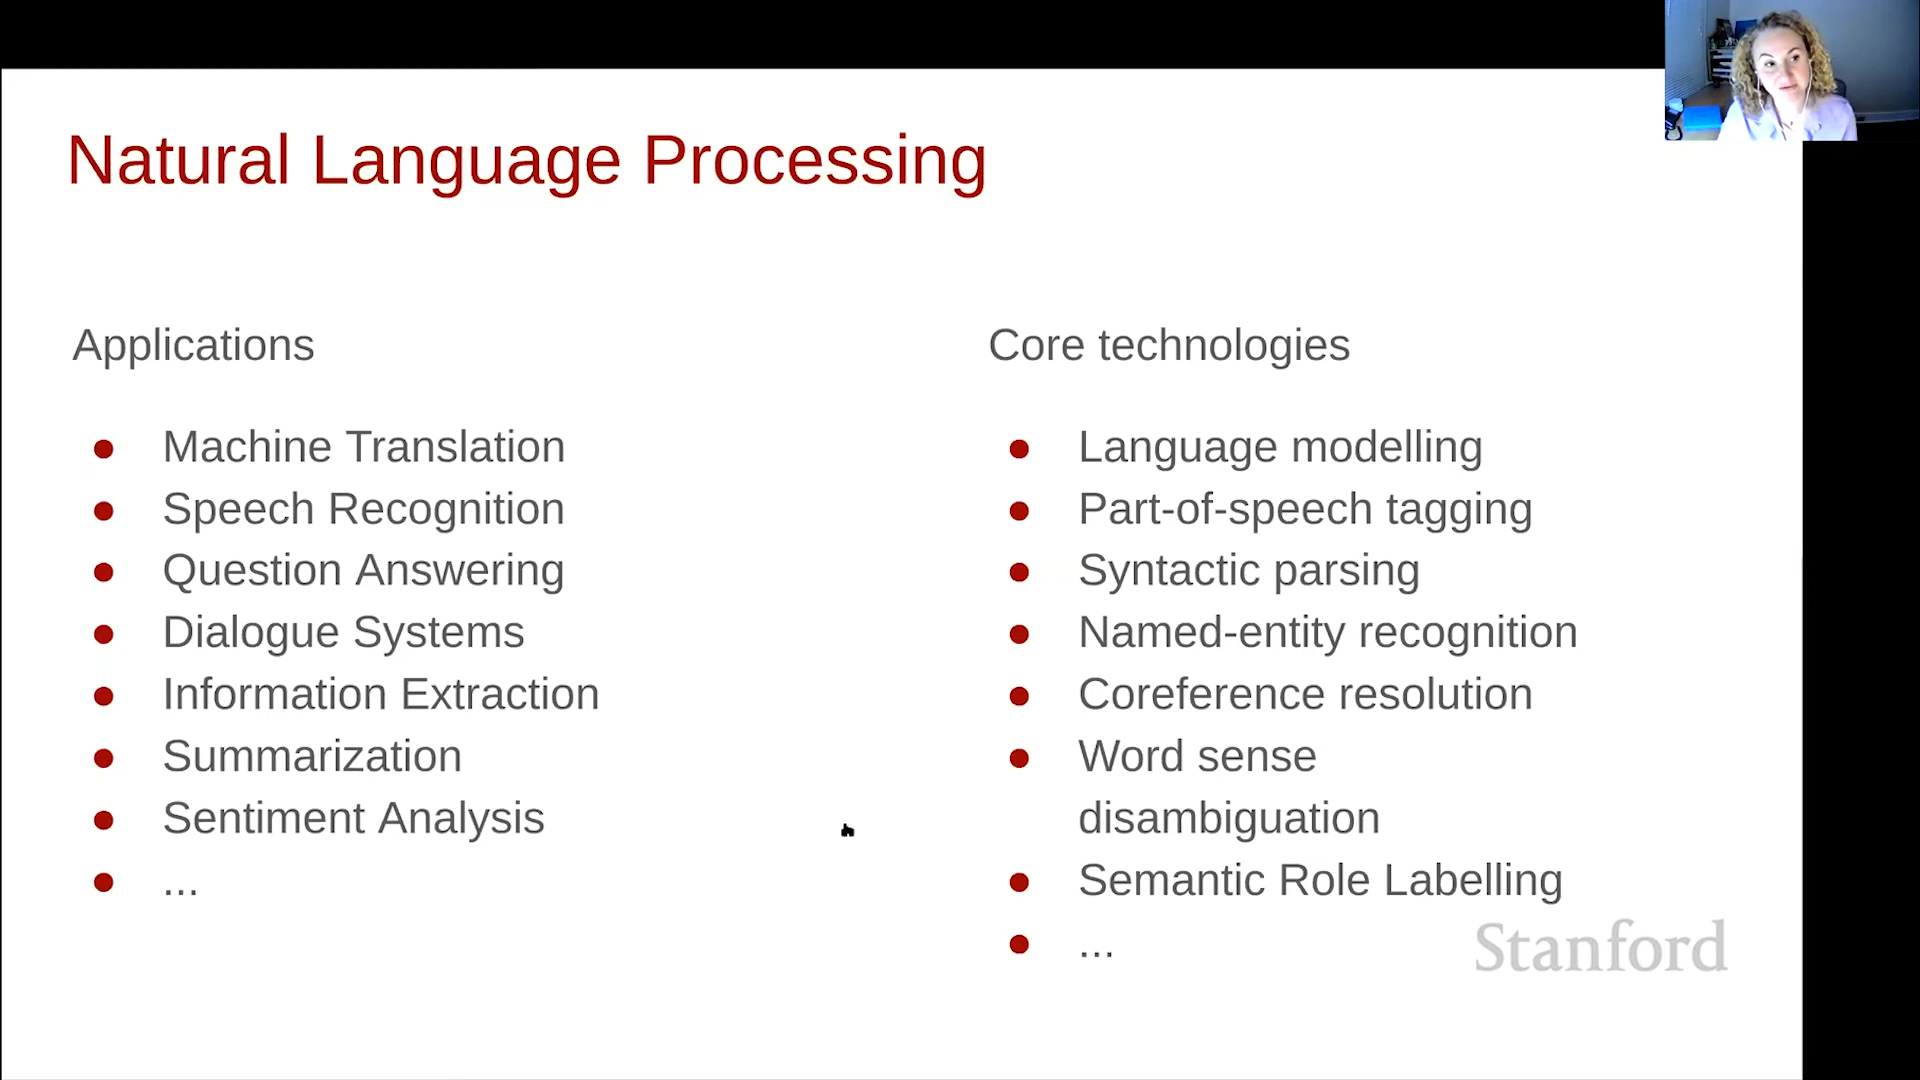 Natural Language Processing
Applications
● Machine Translation
● Speech Recognition
● Question Answering
● Dialogue Systems
● Information Extraction
● Summarization
● Sentiment Analysis
● ...
Core technologies
● Language modelling
● Part-of-speech tagging
● Syntactic parsing
● Named-entity recognition
● Coreference resolution
● Word sense
disambiguation
● Semantic Role Labelling
● ...
Stanford